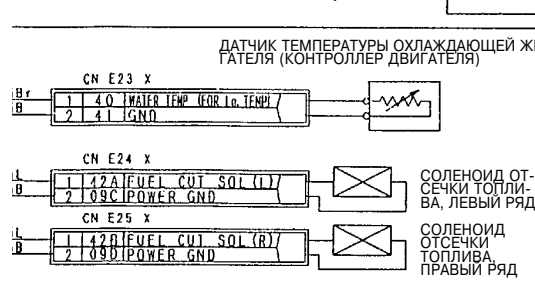 ДАТЧИК ТЕМПЕРАТУРЫ ОХЛАЖДАЮЩЕЙ ЖИ
ГАТЕЛЯ (КОНТРОЛЛЕР ДВИГАТЕЛЯ)
CN E23 X
Br 1 40 WATER TEMP (FOR Lo. TEMP)
B 2 41 GND
CN E24 X
L 1 42A FUEL CUT SOL (L)
B 2 09C POWER GND
СОЛЕНОИД ОТ-
СЕЧКИ ТОПЛИ-
ВА, ЛЕВЫЙ РЯД
CN E25 X
L 1 42B FUEL CUT SOL (R)
B 2 09D POWER GND
СОЛЕНОИД
ОТСЕЧКИ
ТОПЛИВА,
ПРАВЫЙ РЯД